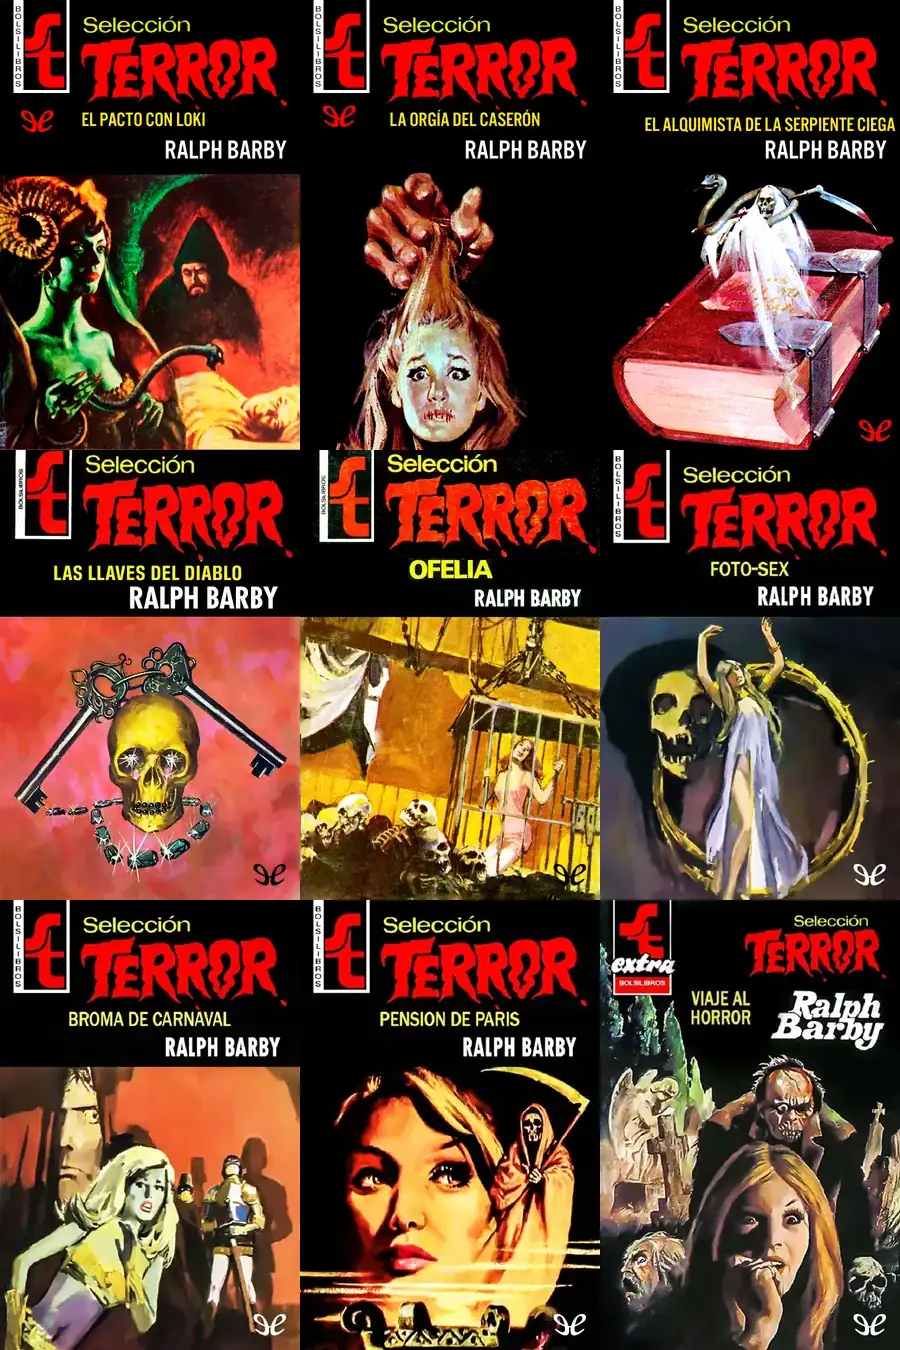 BOLSILIBROS
Selección
TERROR
EL PACTO CON LOKI
RALPH BARBY
BOLSILIBROS
Selección
TERROR
LA ORGÍA DEL CASERÓN
RALPH BARBY
BOLSILIBROS
Selección
TERROR
EL ALQUIMISTA DE LA SERPIENTE CIEGA
RALPH BARBY
BOLSILIBROS
Selección
TERROR
LAS LLAVES DEL DIABLO
RALPH BARBY
BOLSILIBROS
Selección
TERROR
OFELIA
RALPH BARBY
BOLSILIBROS
Selección
TERROR
FOTO-SEX
RALPH BARBY
BOLSILIBROS
Selección
TERROR
BROMA DE CARNAVAL
RALPH BARBY
BOLSILIBROS
Selección
TERROR
PENSION DE PARIS
RALPH BARBY
extra
BOLSILIBROS
Selección
TERROR
VIAJE AL
HORROR
Ralph
Barby